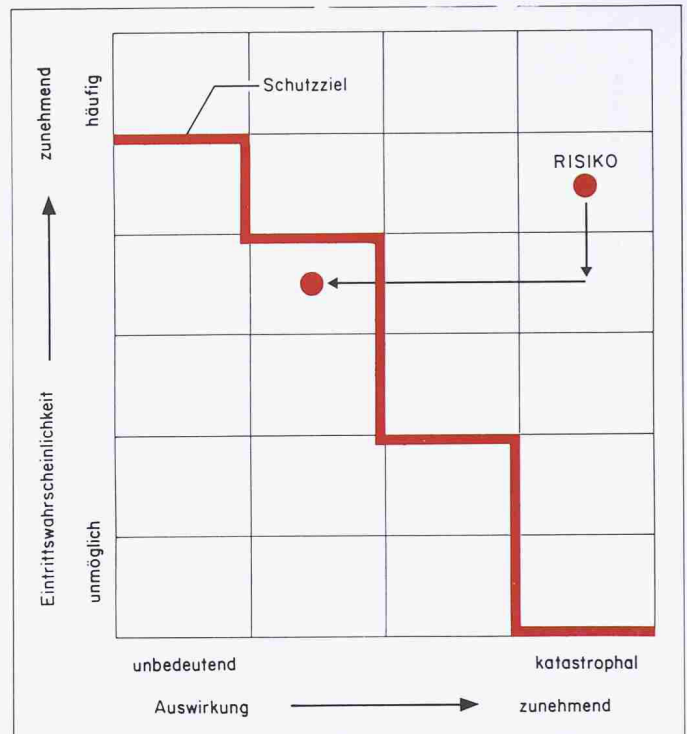 zunehmend
häufig
Schutzziel
RISIKO
Eintrittswahrscheinlichkeit
unmöglich
unbedeutend
katastrophal
Auswirkung
zunehmend